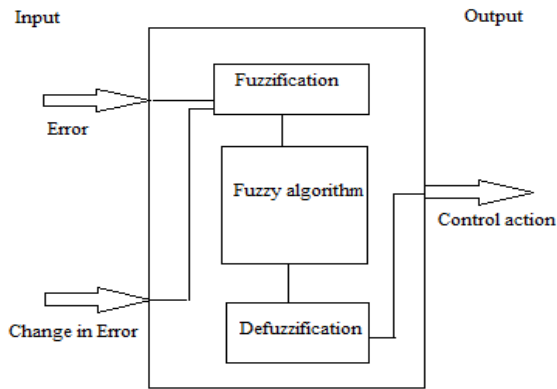 Input
Output
Fuzzification
Error
Fuzzy algorithm
Control action
Change in Error
Defuzzification